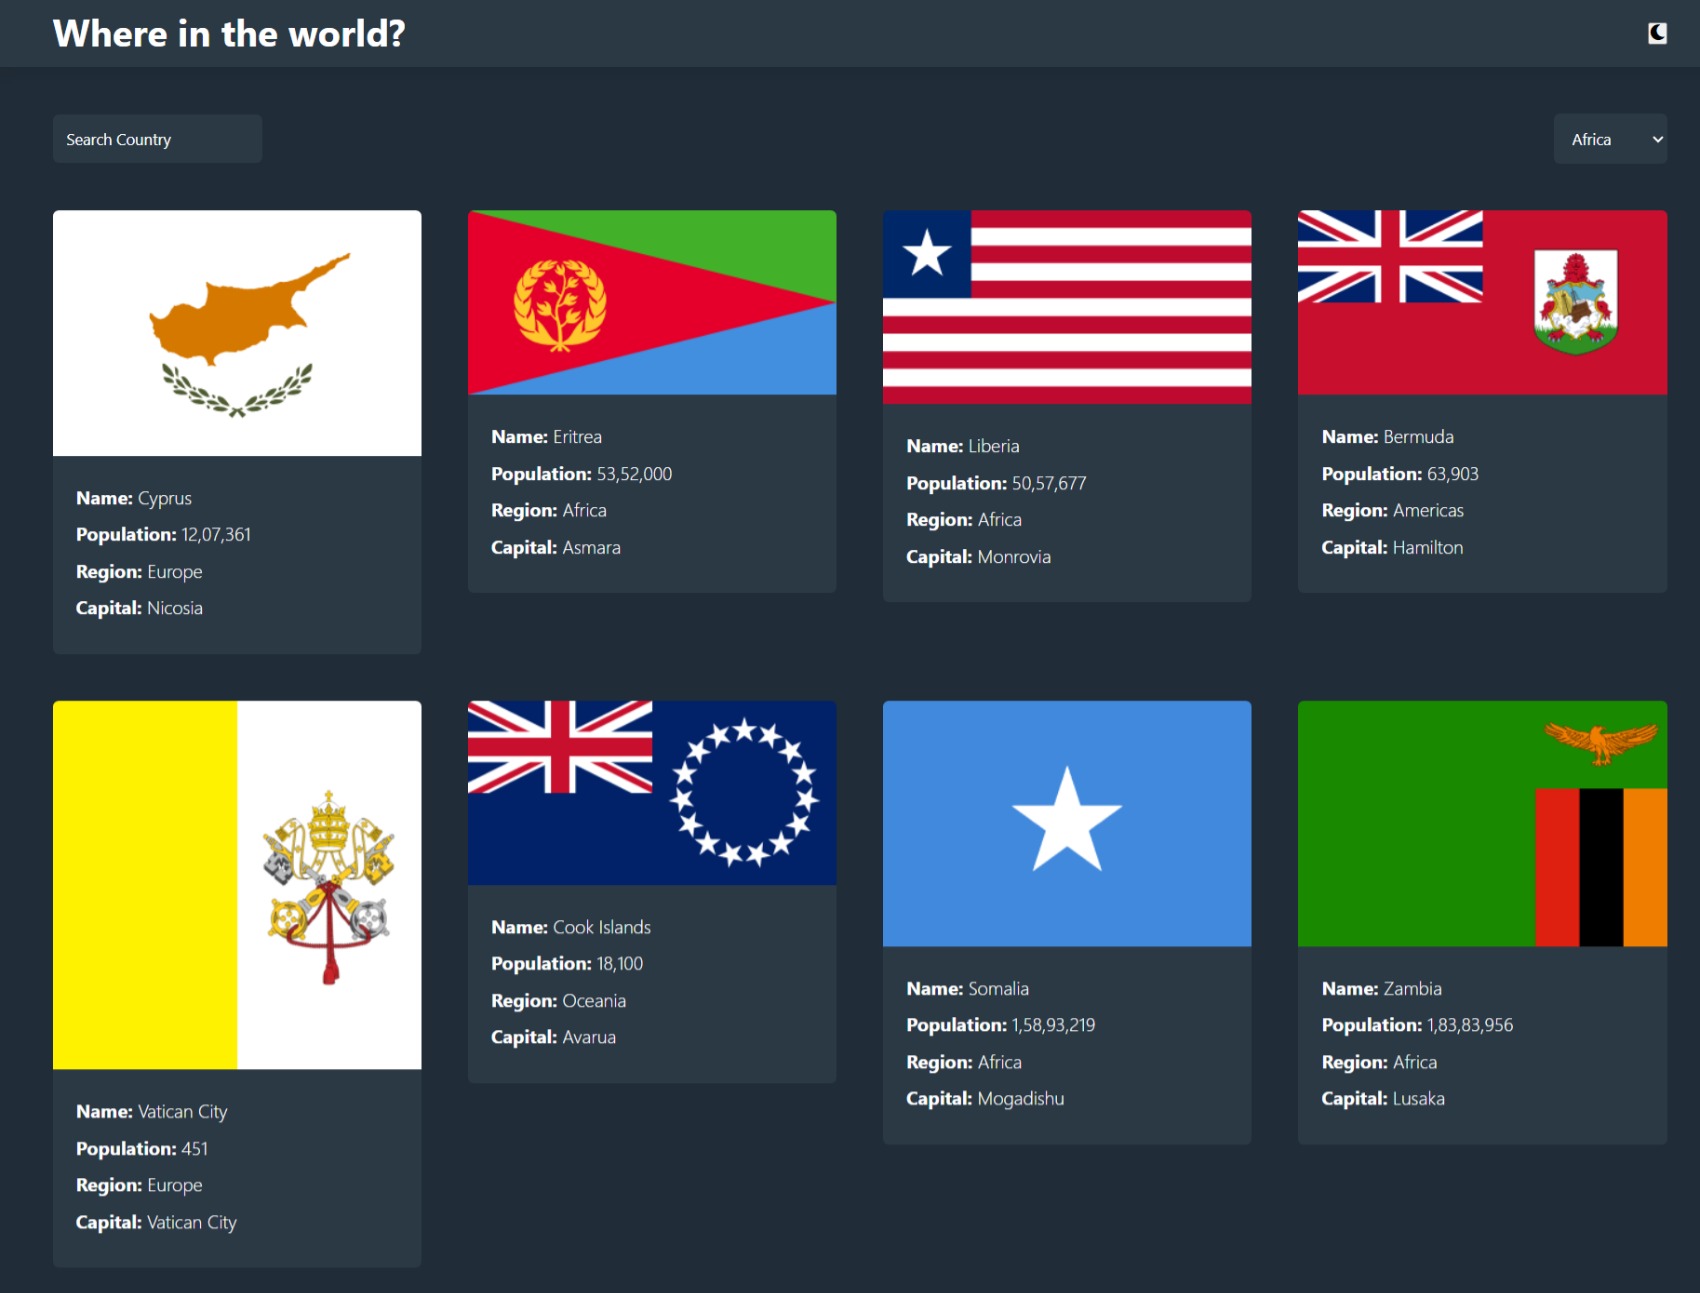 Where in the world?
Search Country
Africa
Name: Cyprus
Population: 12,07,361
Region: Europe
Capital: Nicosia
Name: Eritrea
Population: 53,52,000
Region: Africa
Capital: Asmara
Name: Liberia
Population: 50,57,677
Region: Africa
Capital: Monrovia
Name: Bermuda
Population: 63,903
Region: Americas
Capital: Hamilton
Name: Vatican City
Population: 451
Region: Europe
Capital: Vatican City
Name: Cook Islands
Population: 18,100
Region: Oceania
Capital: Avarua
Name: Somalia
Population: 1,58,93,219
Region: Africa
Capital: Mogadishu
Name: Zambia
Population: 1,83,83,956
Region: Africa
Capital: Lusaka